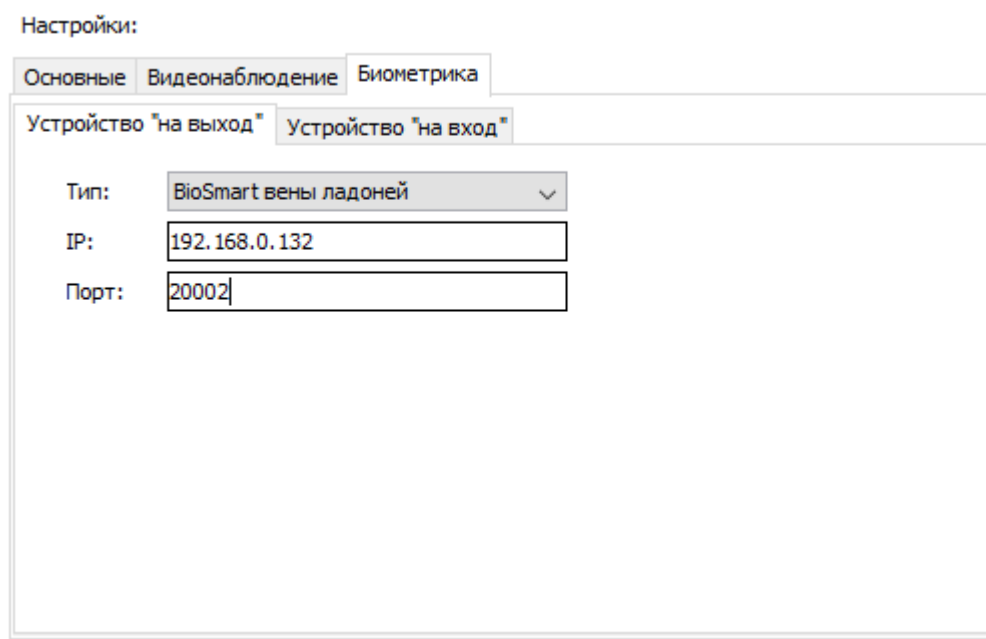 Настройки:
Основные Видеонаблюдение Биометрика
Устройство "на выход" Устройство "на вход"
Тип: BioSmart вены ладоней
IP: 192.168.0.132
Порт: 20002